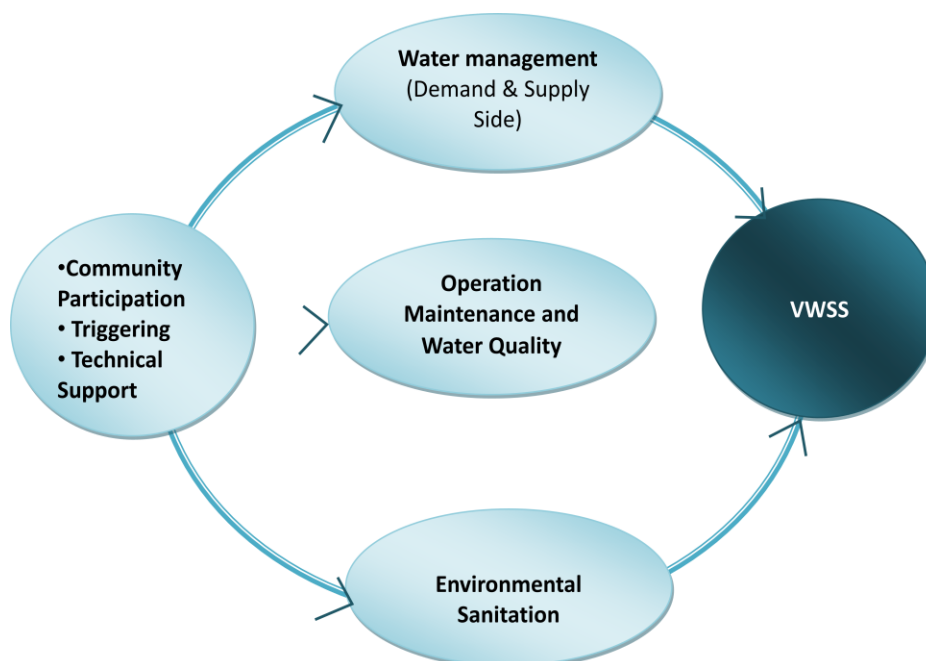 Water management
(Demand & Supply
Side)
•Community
Participation
• Triggering
• Technical
Support
Operation
Maintenance and
Water Quality
VWSS
Environmental
Sanitation